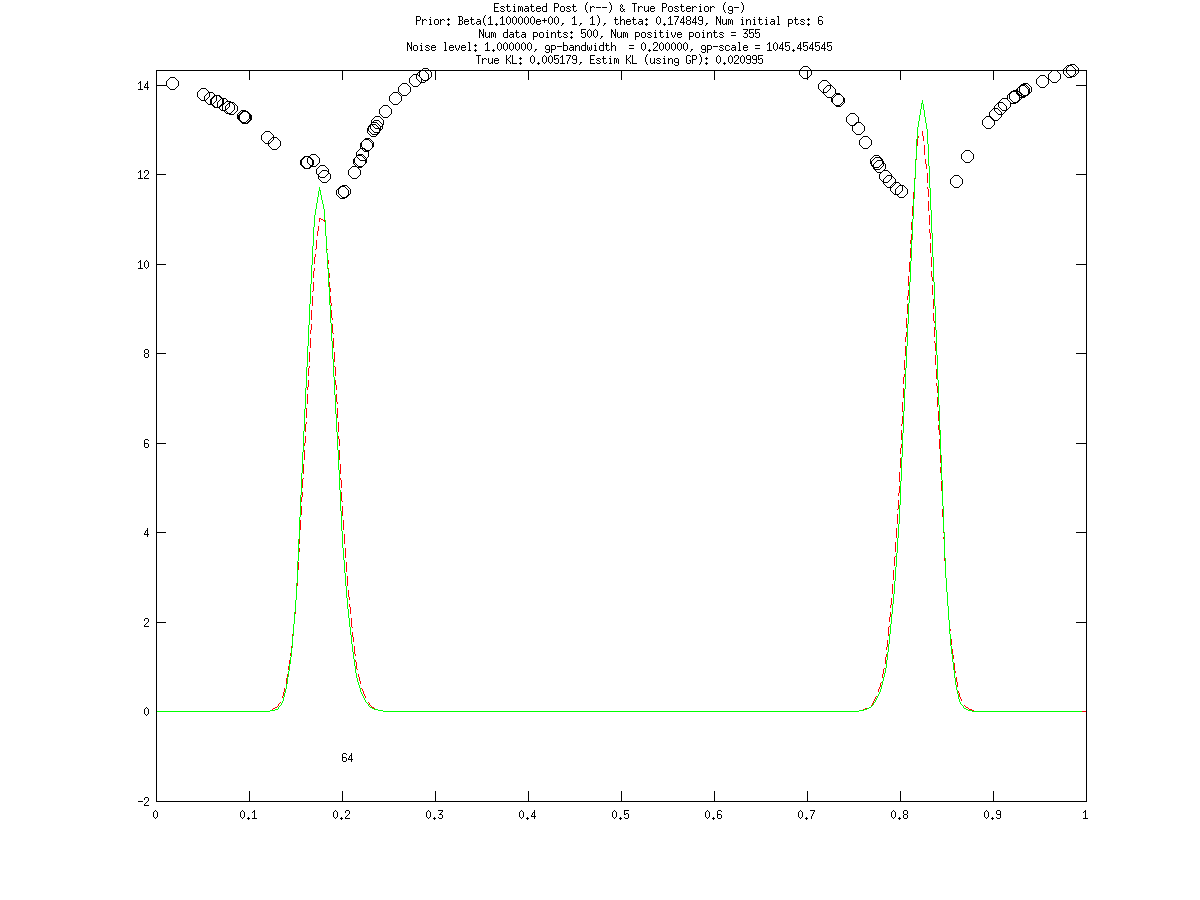 Estimated Post (r--) & True Posterior (g-)
Prior: Beta(1.100000e+00, 1, 1), theta: 0.174849, Num initial pts: 6
Num data points: 500, Num positive points = 355
Noise level: 1.000000, gp-bandwidth  = 0.200000, gp-scale = 1045.454545
True KL: 0.005179, Estim KL (using GP): 0.020995
14
12
10
8
6
4
2
0
64
-2
0 0.1 0.2 0.3 0.4 0.5 0.6 0.7 0.8 0.9 1